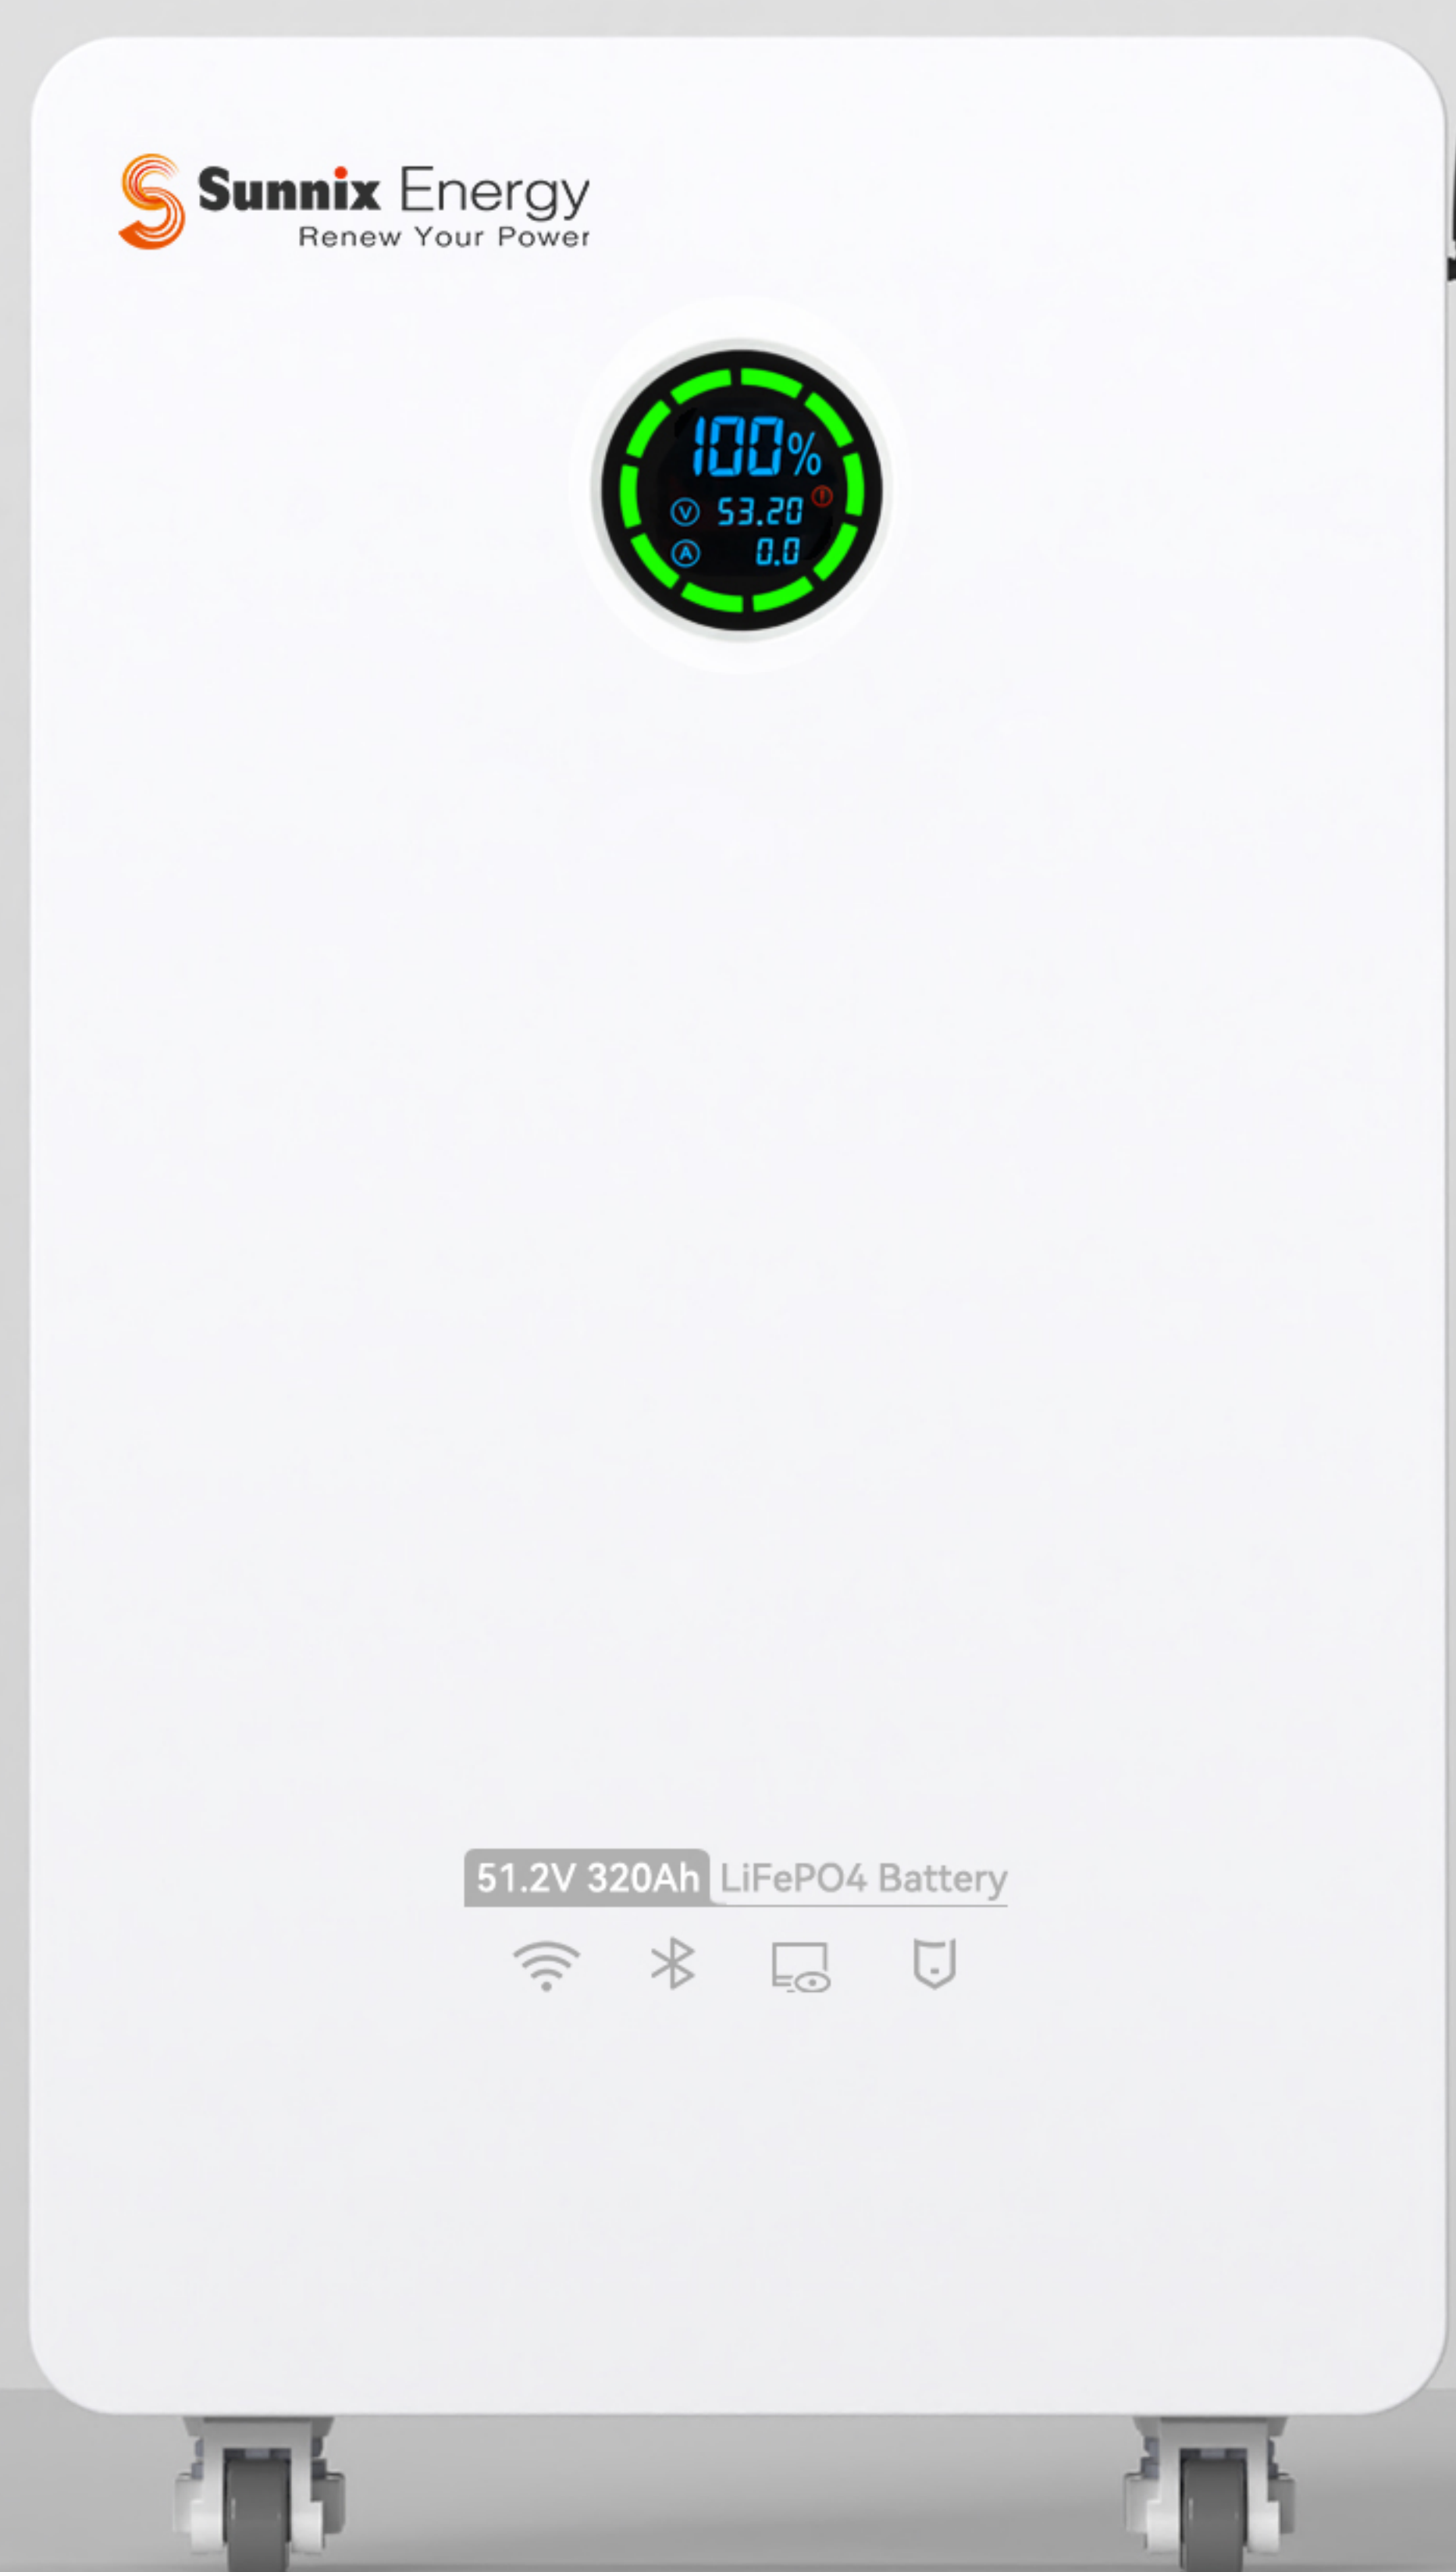 Sunnix Energy
Renew Your Power
100%
V 53.20
A 0.0
51.2V 320Ah LiFePO4 Battery